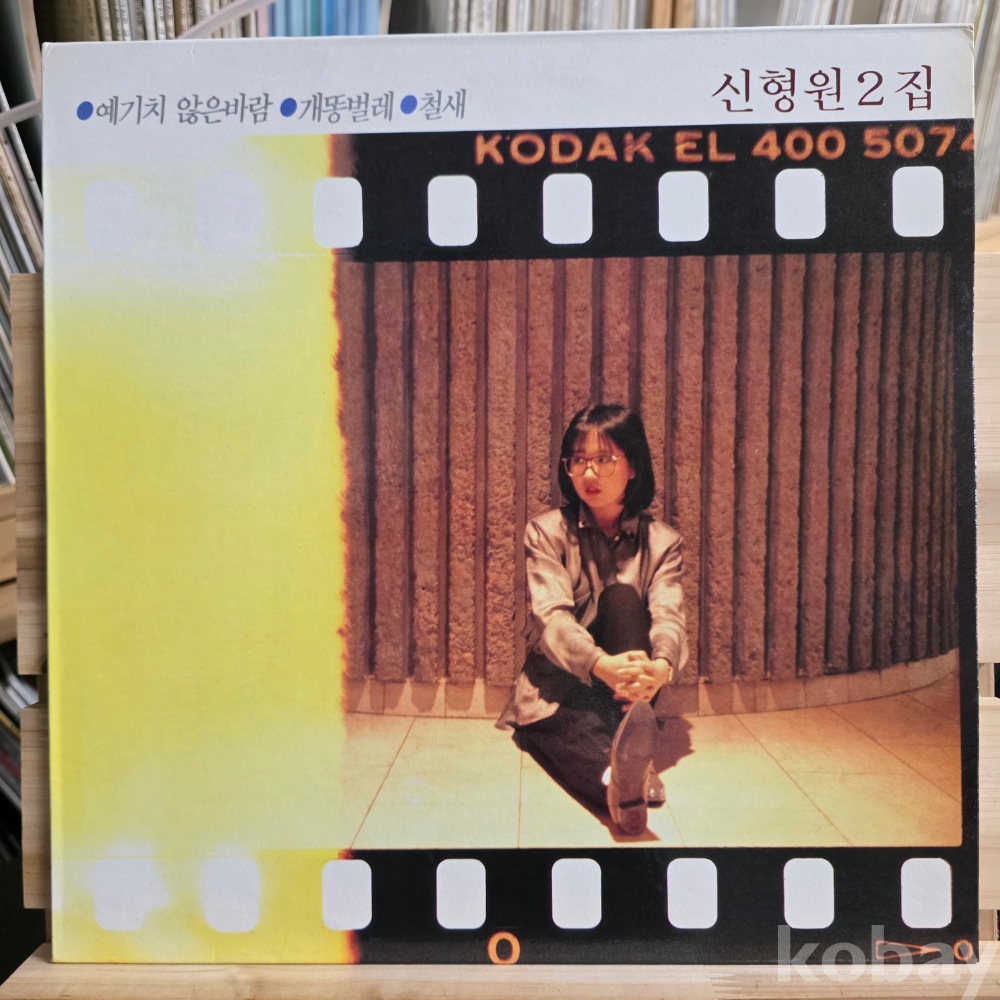 ●예기치 않은바람 ●개똥벌레 ●철새
신형원 2 집
KODAK EL 400 5074
O
O
kobay